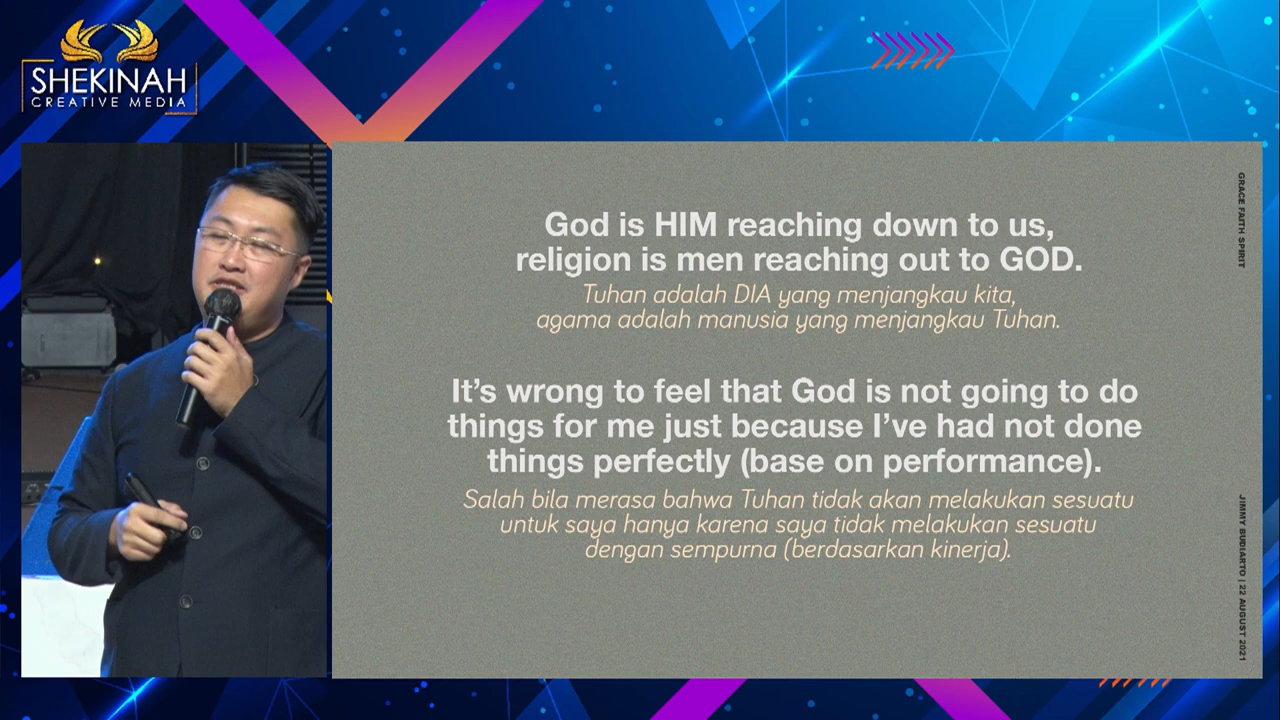 SHEKINAH
CREATIVE MEDIA
God is HIM reaching down to us,
religion is men reaching out to GOD.
Tuhan adalah DIA yang menjangkau kita,
agama adalah manusia yang menjangkau Tuhan.
It's wrong to feel that God is not going to do
things for me just because I've had not done
things perfectly (base on performance).
Salah bila merasa bahwa Tuhan tidak akan melakukan sesuatu
untuk saya hanya karena saya tidak melakukan sesuatu
dengan sempurna (berdasarkan kinerja).
GRACE FAITH SPIRIT
JIMMY BUDIARTO | 22 AUGUST 2021